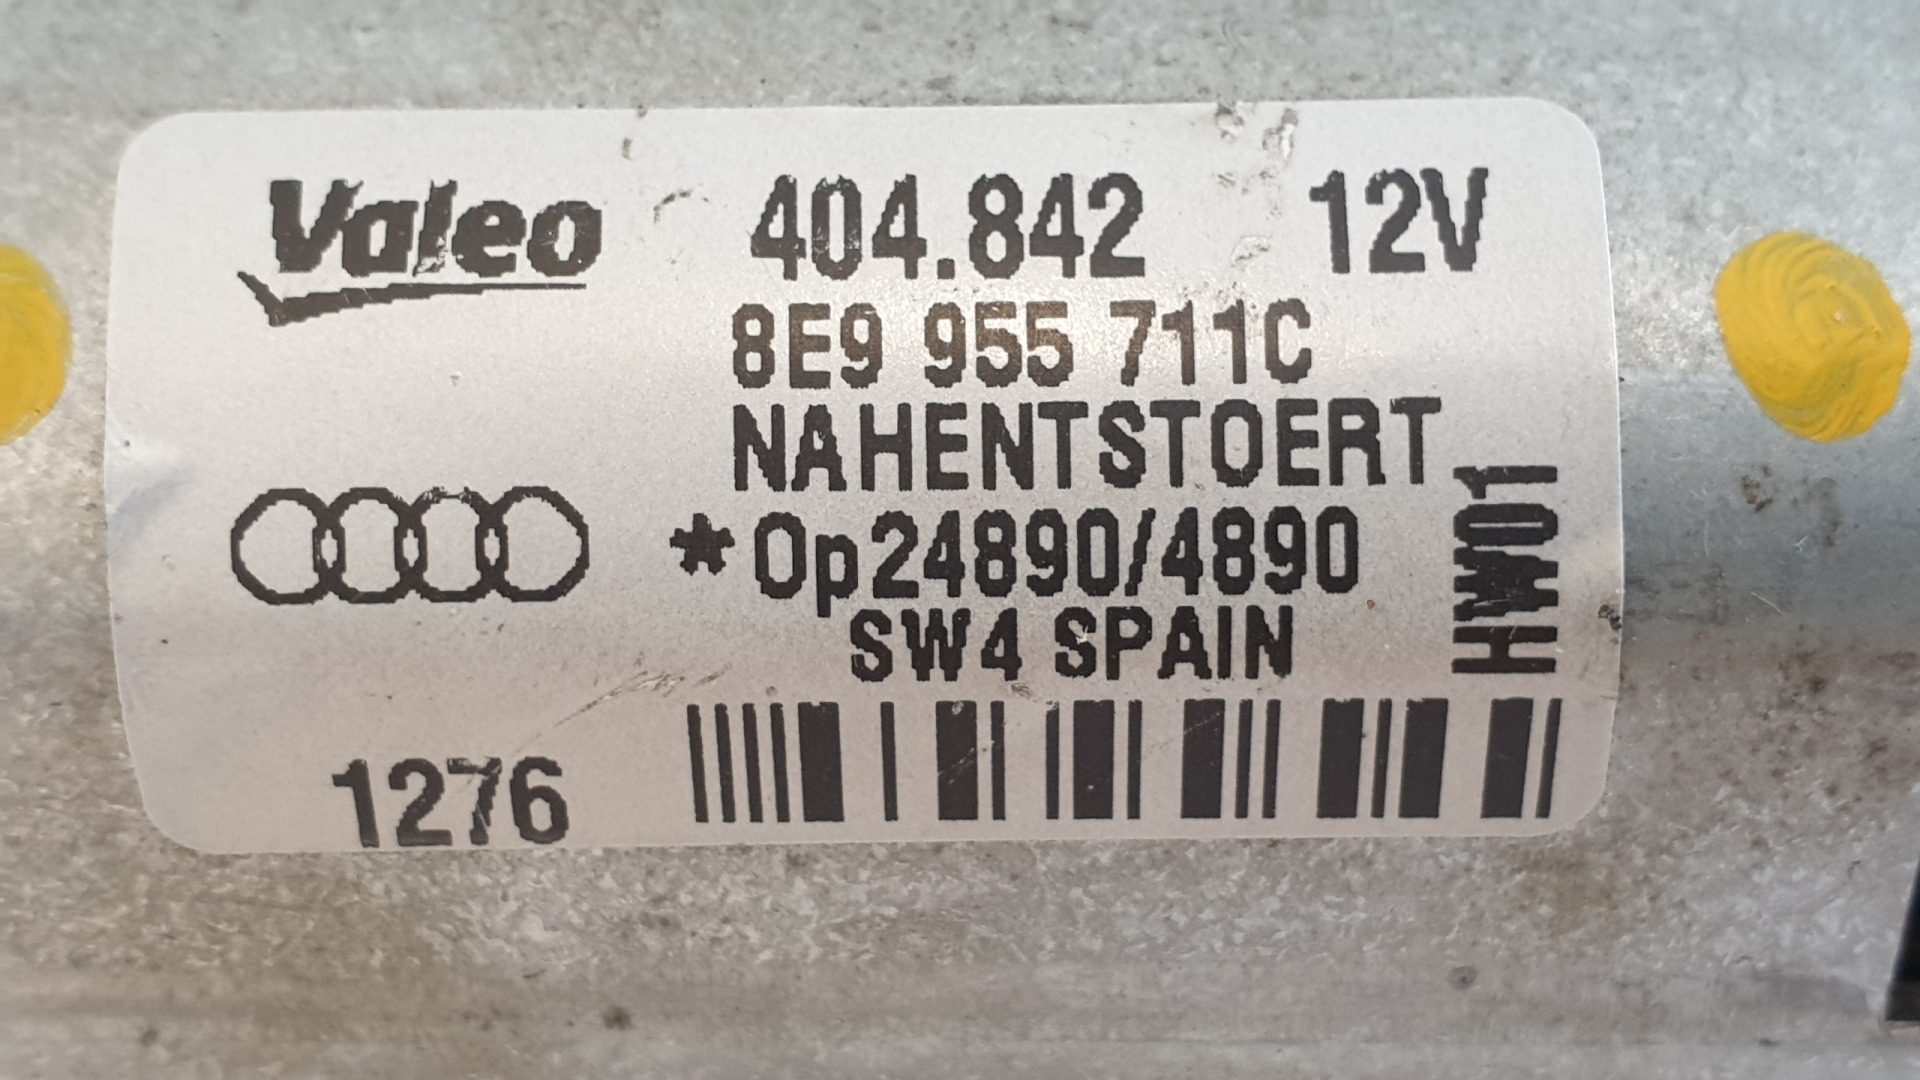 Valeo 404.842 12V
8E9 955 711C
NAHENTSTOERT
*Op24890/4890
SW4 SPAIN
HW01
1276